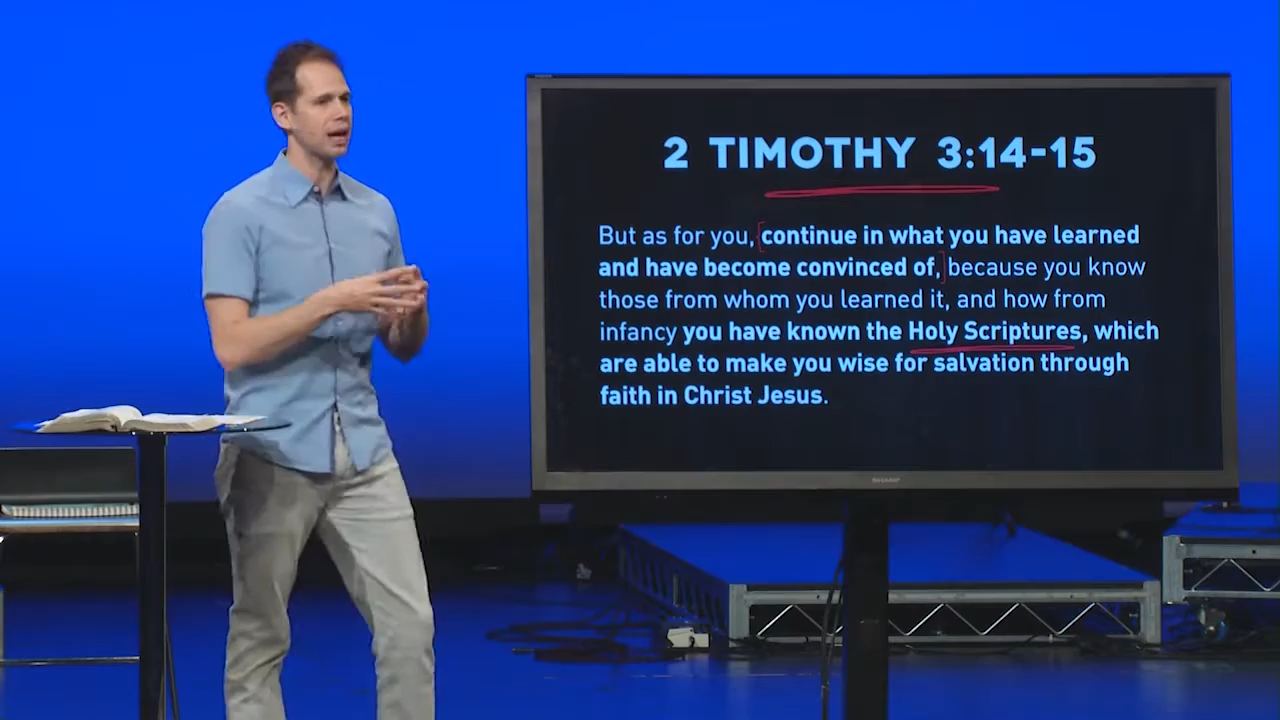 2 TIMOTHY 3:14-15
But as for you, continue in what you have learned
and have become convinced of, because you know
those from whom you learned it, and how from
infancy you have known the Holy Scriptures, which
are able to make you wise for salvation through
faith in Christ Jesus.
SHARP